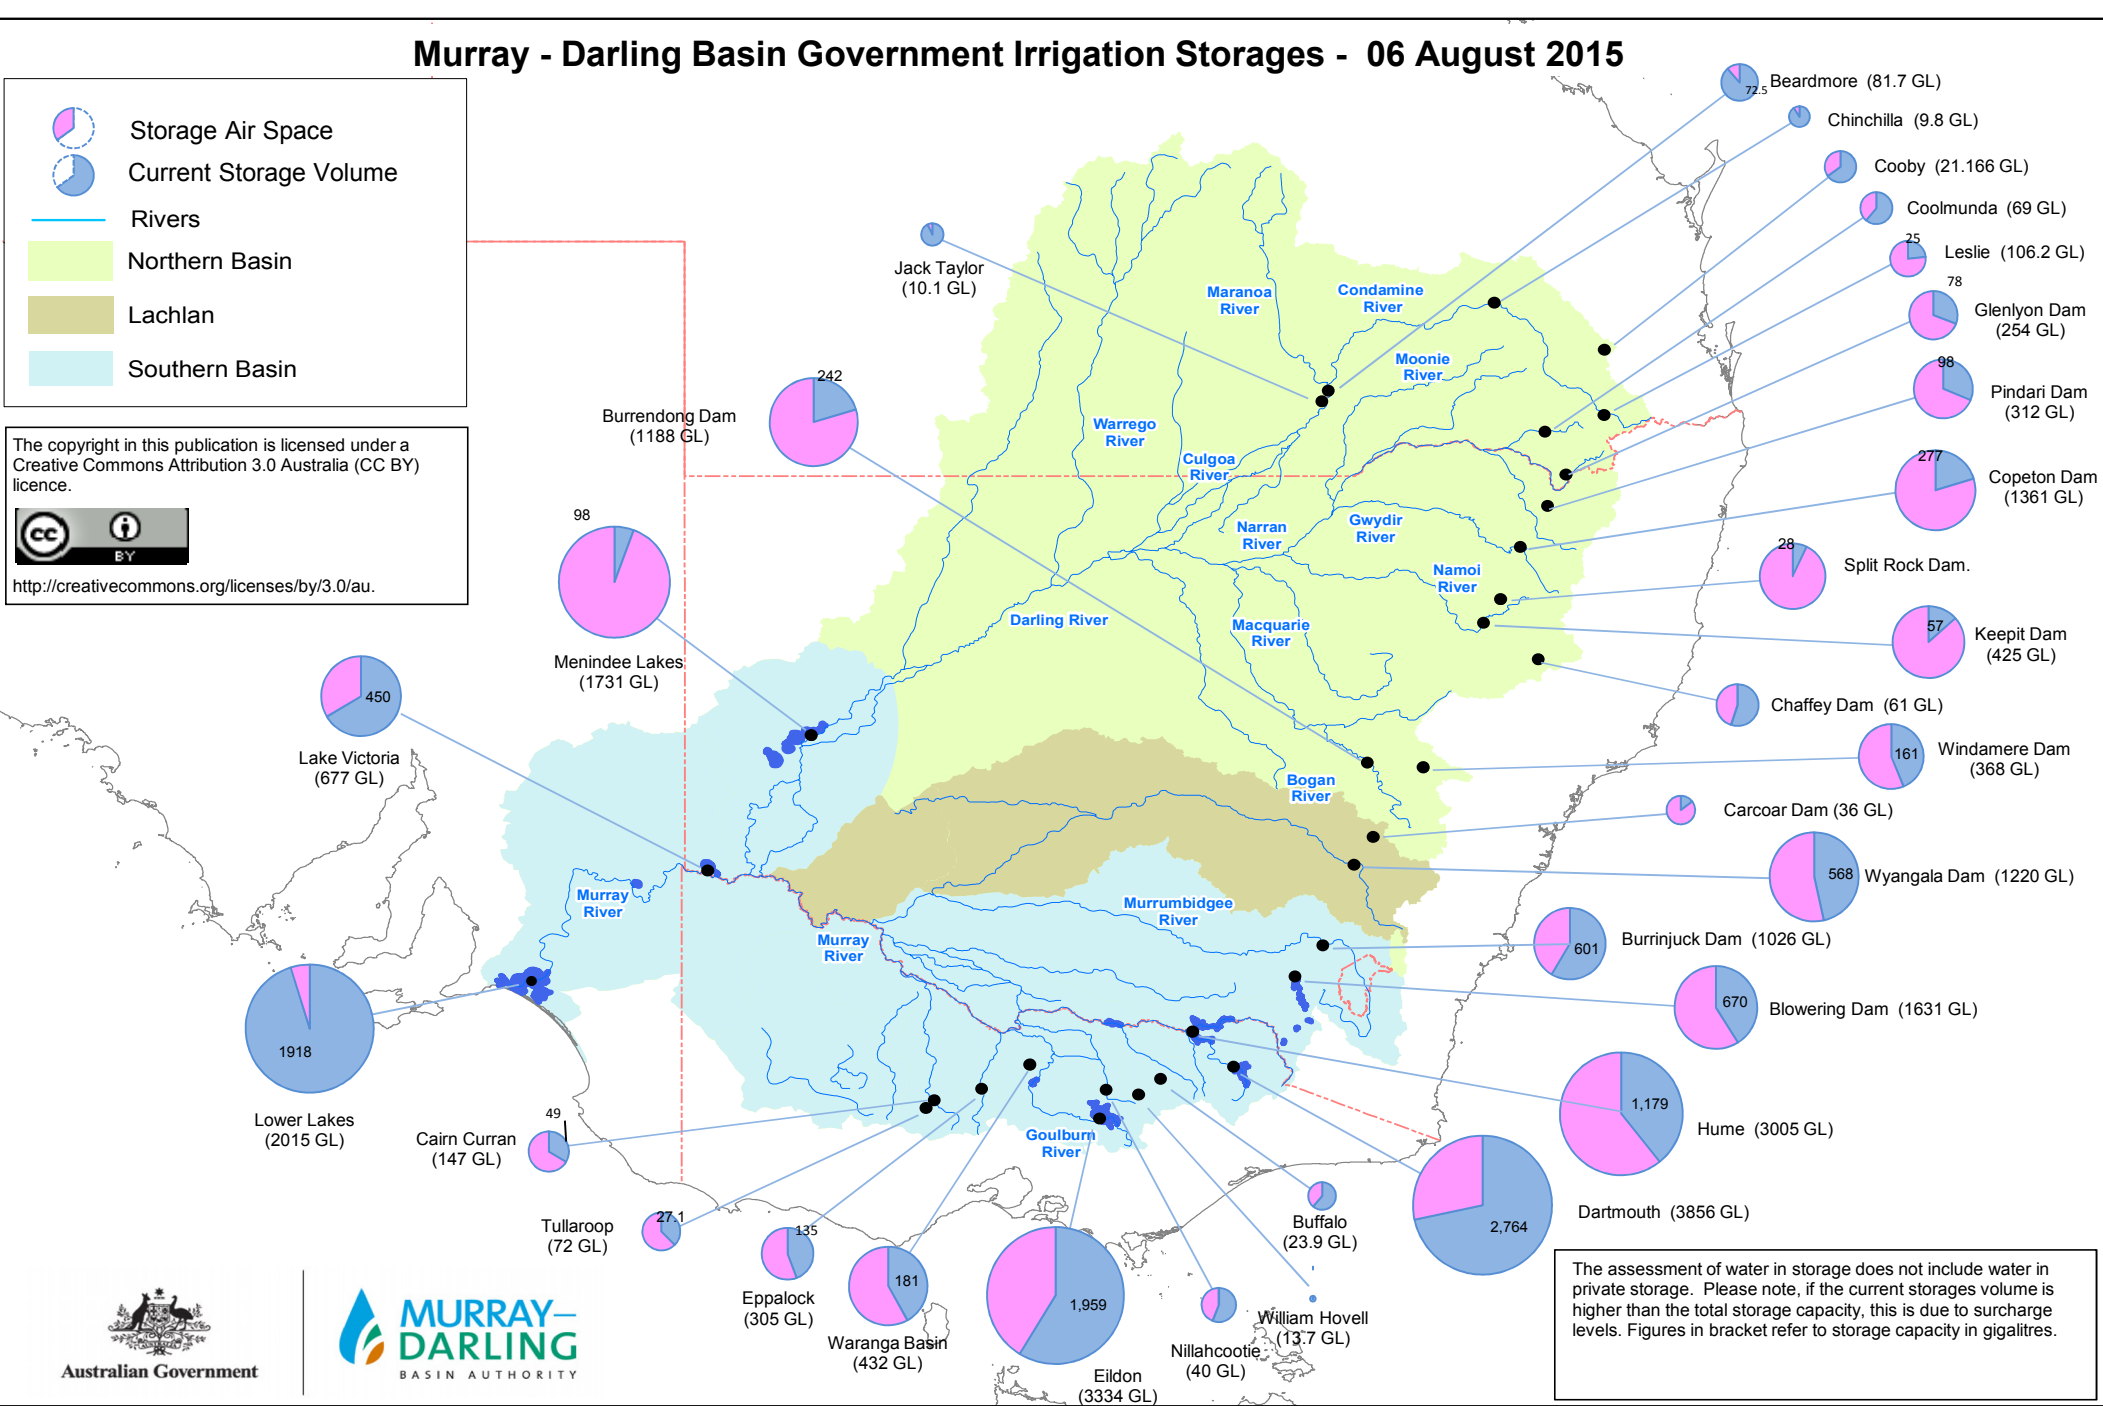 Murray - Darling Basin Government Irrigation Storages -  06 August 2015
Storage Air Space
Current Storage Volume
Rivers
Northern Basin
Lachlan
Southern Basin
The copyright in this publication is licensed under a
Creative Commons Attribution 3.0 Australia (CC BY)
licence.
cc
BY
http://creativecommons.org/licenses/by/3.0/au.
72.5
Beardmore  (81.7 GL)
Chinchilla  (9.8 GL)
Cooby  (21.166 GL)
Coolmunda  (69 GL)
25
Leslie  (106.2 GL)
78
Glenlyon Dam
(254 GL)
98
Pindari Dam
(312 GL)
277
Copeton Dam
(1361 GL)
28
Split Rock Dam.
57
Keepit Dam
(425 GL)
Chaffey Dam  (61 GL)
161
Windamere Dam
(368 GL)
Carcoar Dam (36 GL)
568
Wyangala Dam  (1220 GL)
601
Burrinjuck Dam  (1026 GL)
670
Blowering Dam  (1631 GL)
1,179
Hume  (3005 GL)
2,764
Dartmouth  (3856 GL)
Jack Taylor
(10.1 GL)
242
Burrendong Dam
(1188 GL)
98
Menindee Lakes
(1731 GL)
450
Lake Victoria
(677 GL)
1918
Lower Lakes
(2015 GL)
49
Cairn Curran
(147 GL)
27.1
Tullaroop
(72 GL)
135
Eppalock
(305 GL)
181
Waranga Basin
(432 GL)
1,959
Eildon
(3334 GL)
Nillahcootie
(40 GL)
William Hovell
(13.7 GL)
Buffalo
(23.9 GL)
Maranoa
River
Condamine
River
Moonie
River
Warrego
River
Culgoa
River
Narran
River
Gwydir
River
Namoi
River
Darling River
Macquarie
River
Bogan
River
Murray
River
Murray
River
Murrumbidgee
River
Goulburn
River
Australian Government
MURRAY–
DARLING
BASIN AUTHORITY
The assessment of water in storage does not include water in
private storage.  Please note, if the current storages volume is
higher than the total storage capacity, this is due to surcharge
levels. Figures in bracket refer to storage capacity in gigalitres.